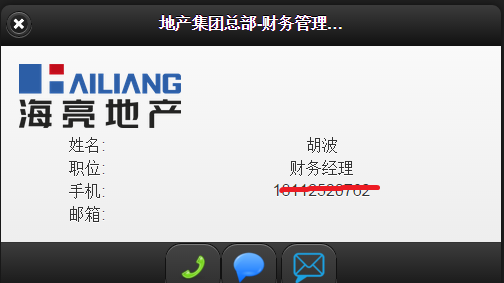 地产集团总部-财务管理...
HAILIANG
海亮地产
姓名: 胡波
职位: 财务经理
手机:
邮箱: